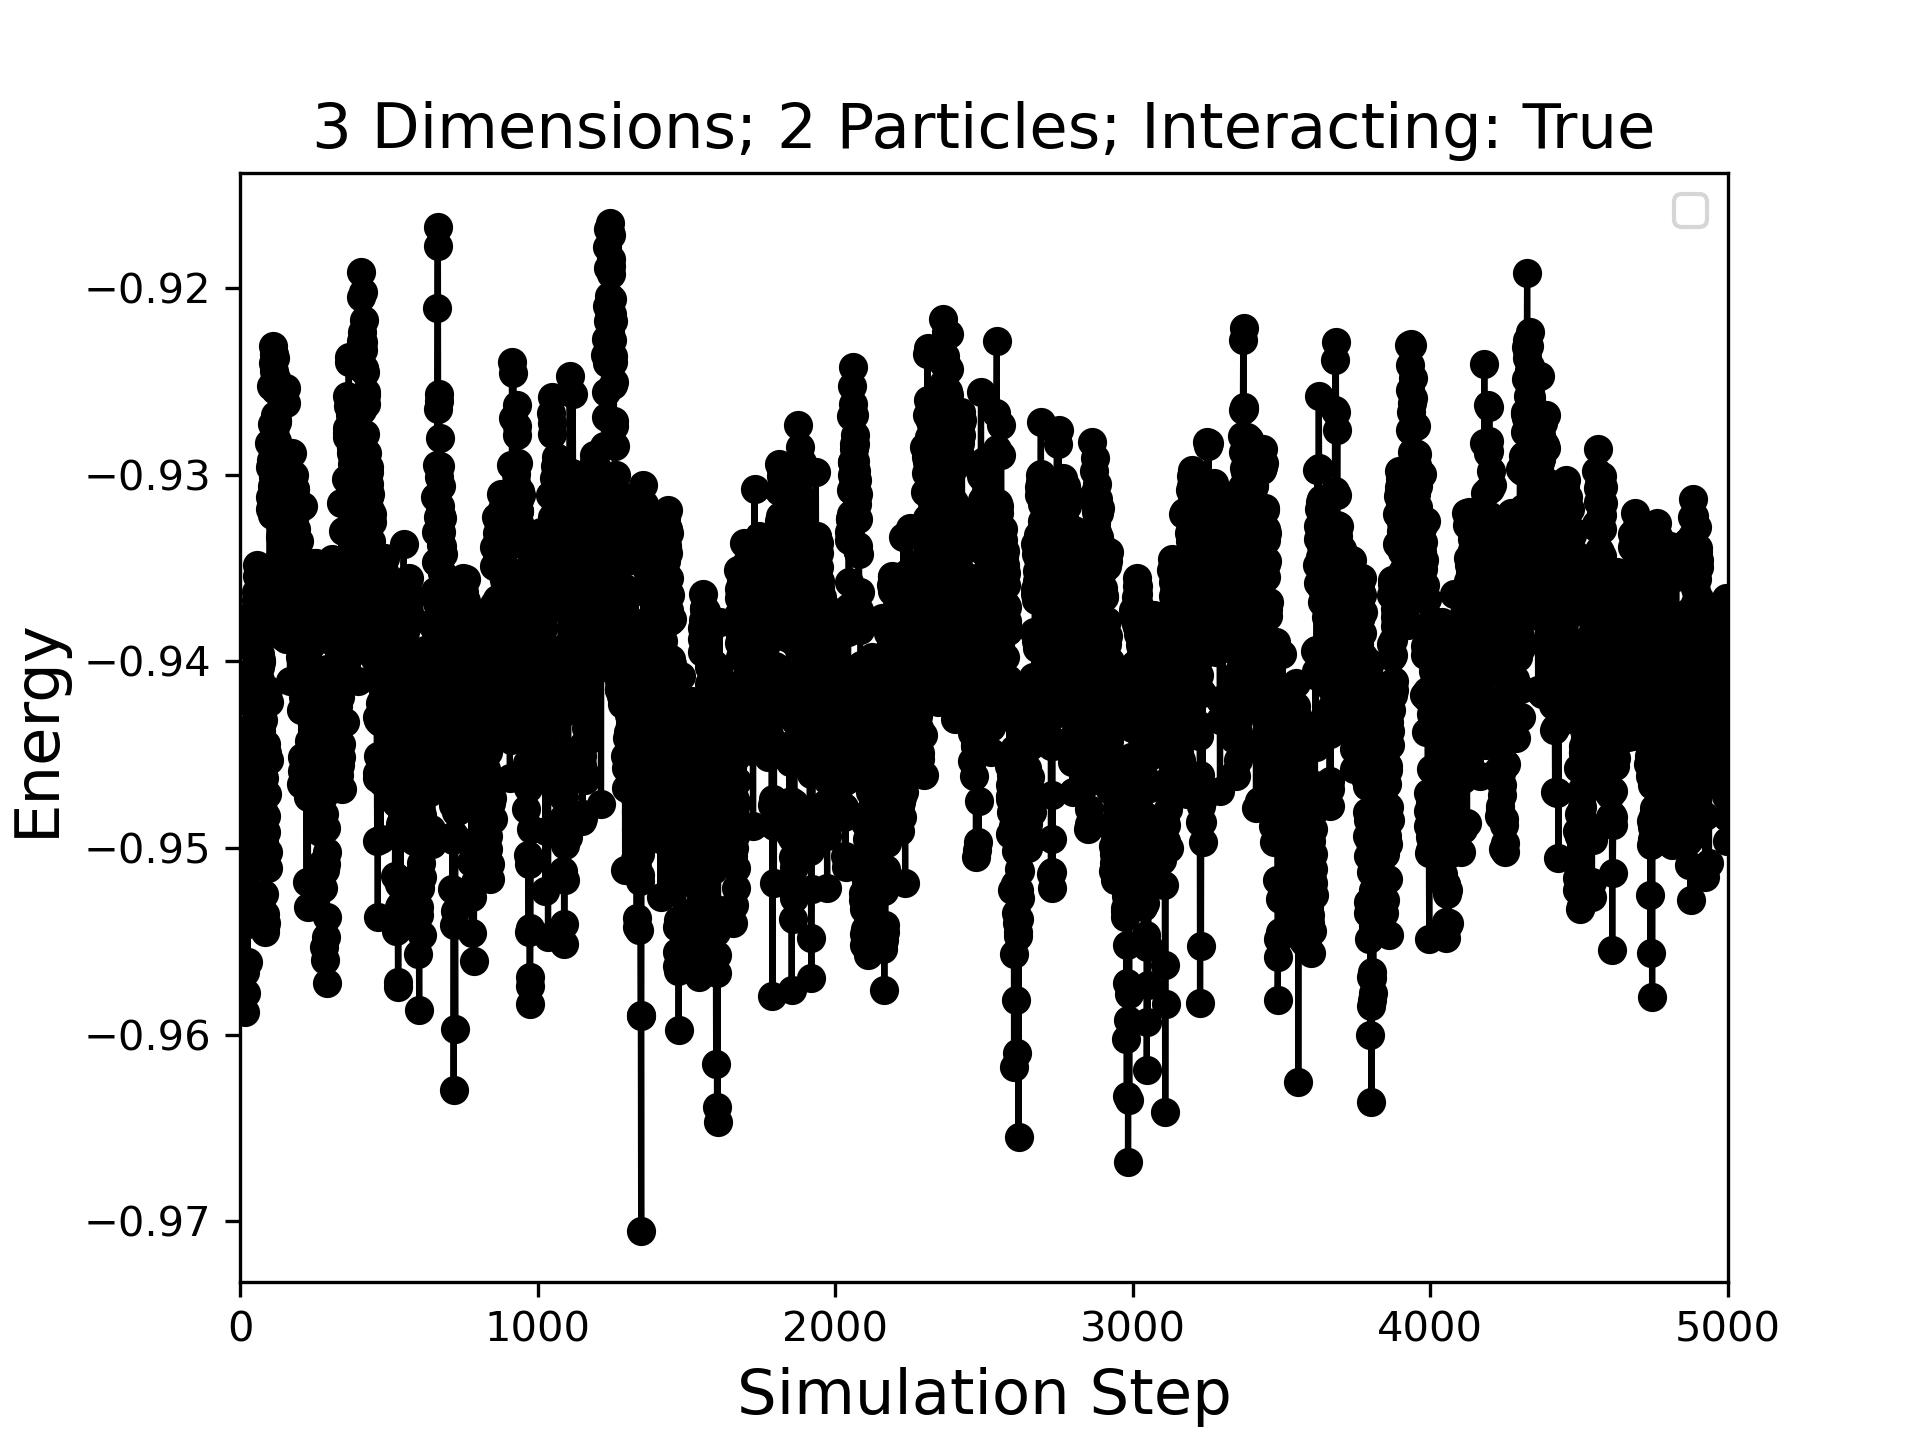 3 Dimensions; 2 Particles; Interacting: True
Energy
−0.92
−0.93
−0.94
−0.95
−0.96
−0.97
0 1000 2000 3000 4000 5000
Simulation Step